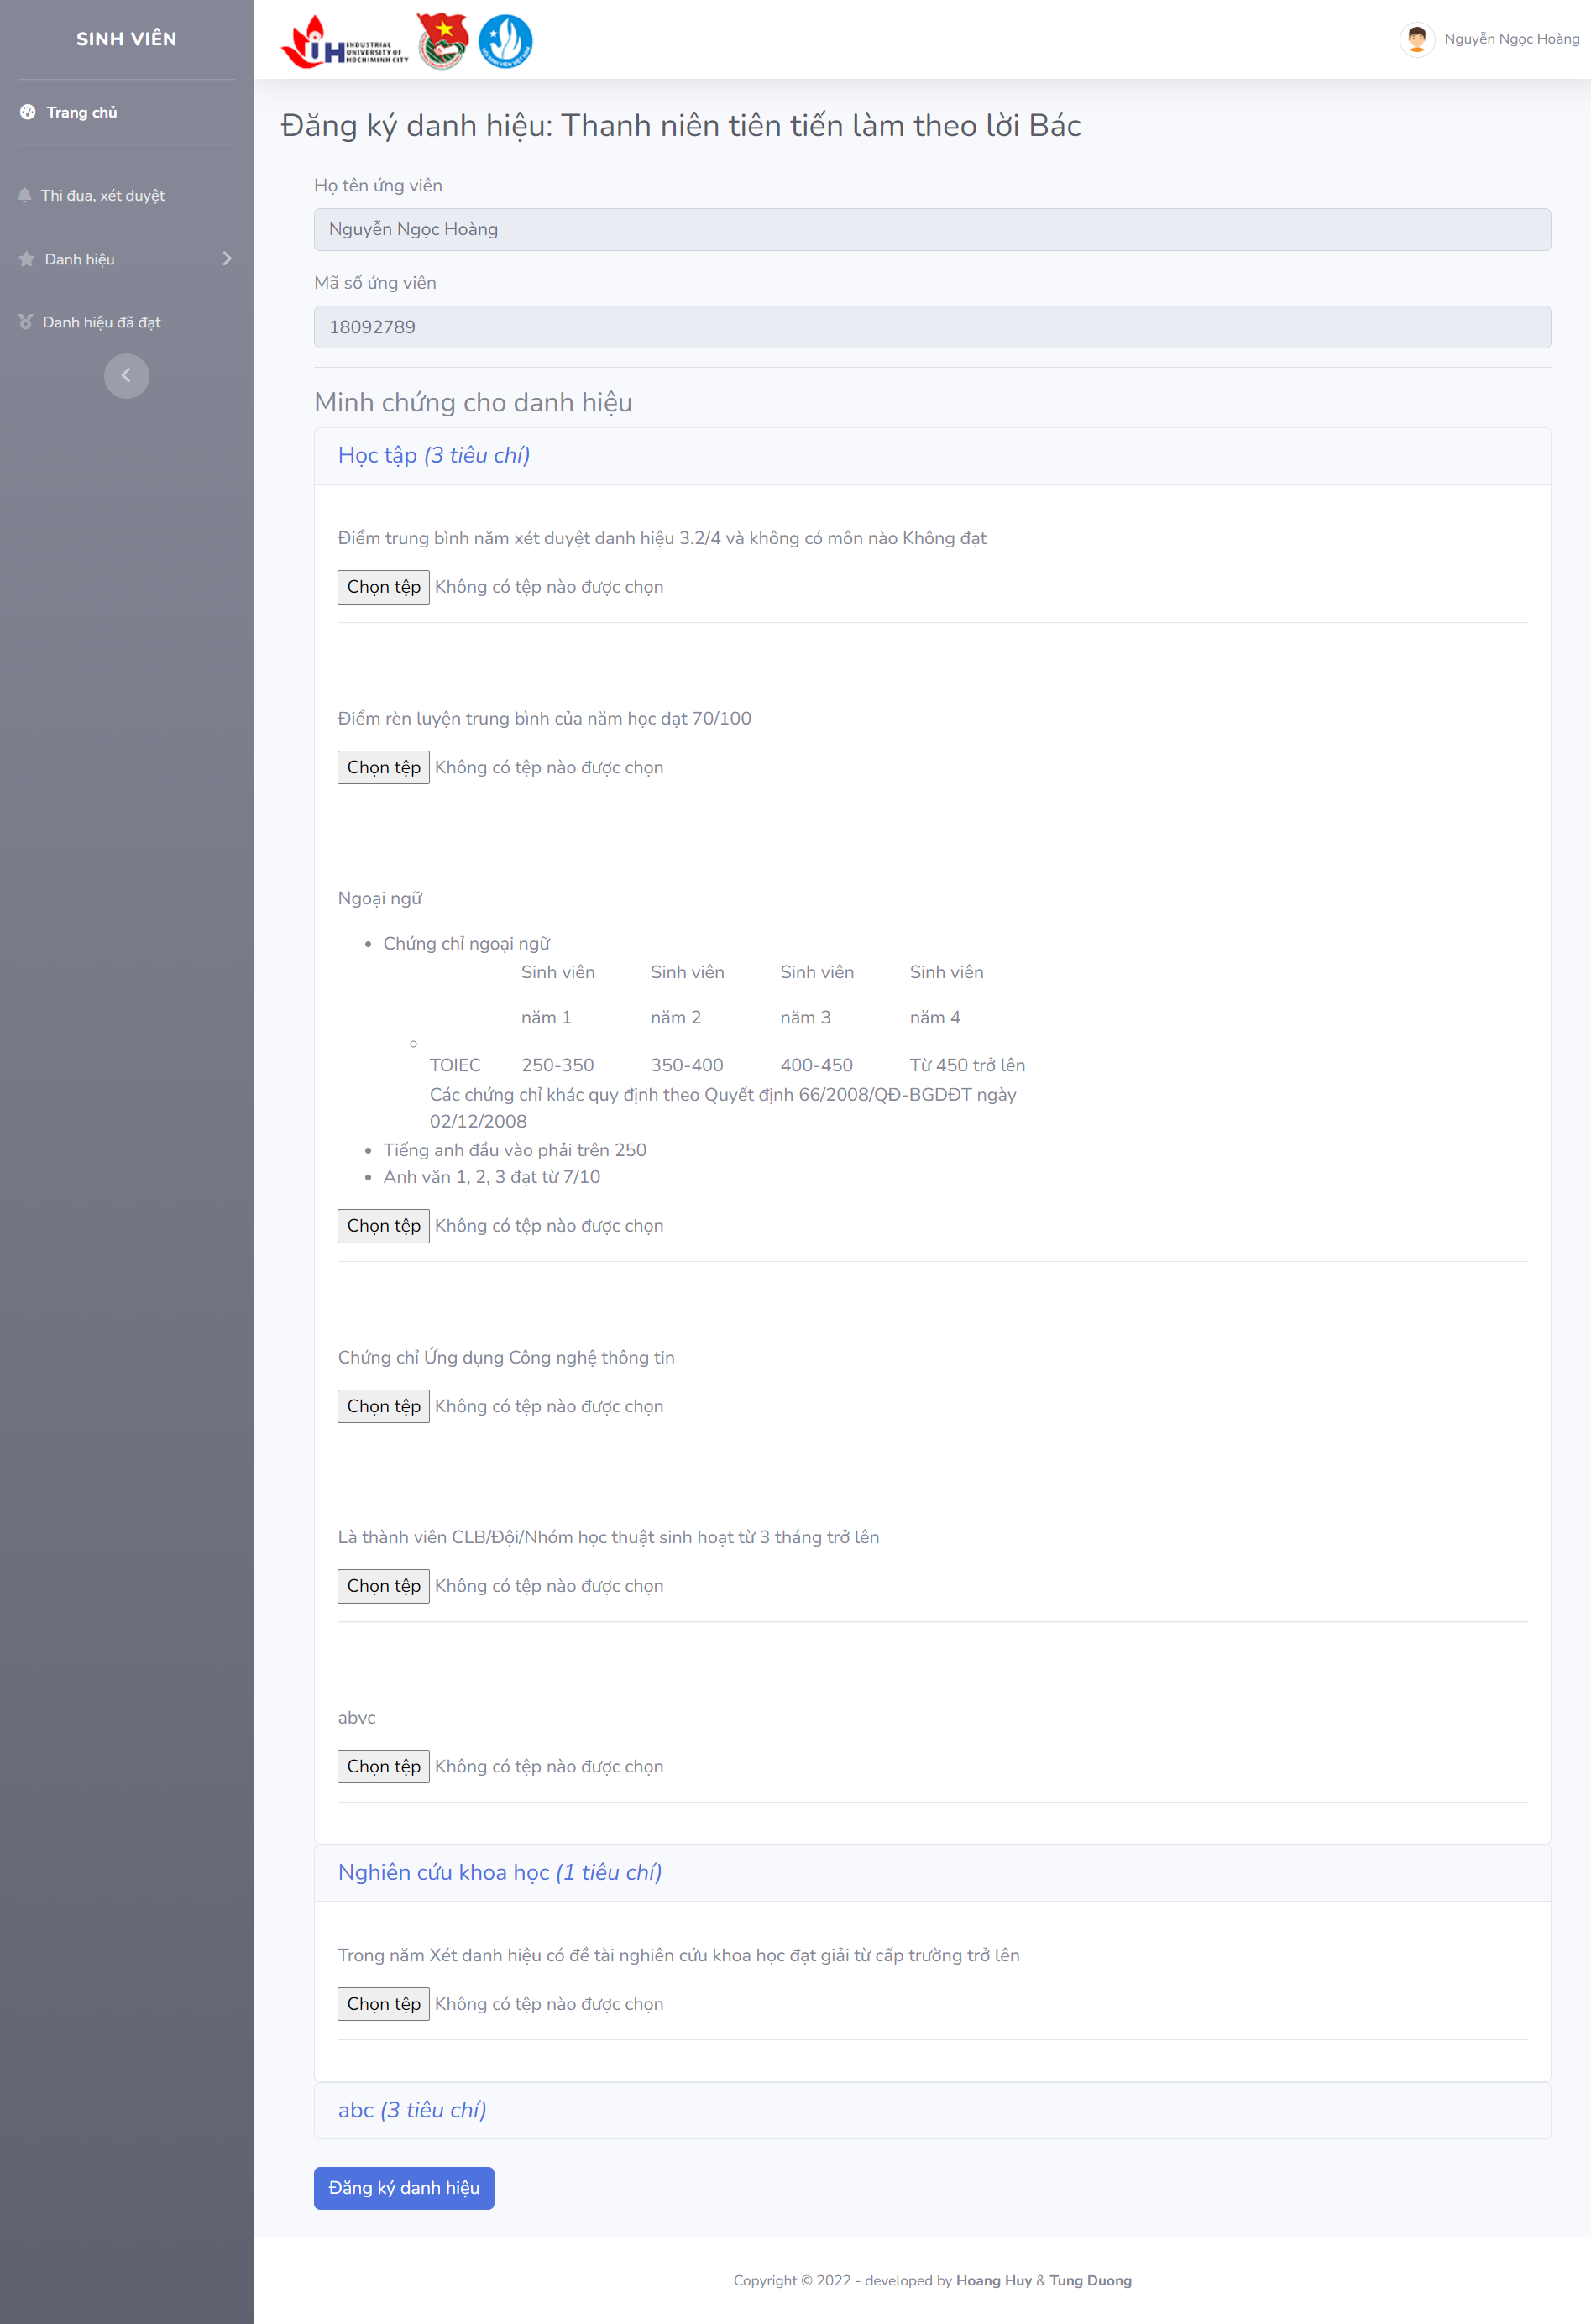 SINH VIÊN
Trang chủ
Thi đua, xét duyệt
Danh hiệu
Danh hiệu đã đạt
IUH INDUSTRIAL
UNIVERSITY OF
HOCHIMINH CITY
Nguyễn Ngọc Hoàng
Đăng ký danh hiệu: Thanh niên tiên tiến làm theo lời Bác
Họ tên ứng viên
Nguyễn Ngọc Hoàng
Mã số ứng viên
18092789
Minh chứng cho danh hiệu
Học tập (3 tiêu chí)
Điểm trung bình năm xét duyệt danh hiệu 3.2/4 và không có môn nào Không đạt
Chọn tệp Không có tệp nào được chọn
Điểm rèn luyện trung bình của năm học đạt 70/100
Chọn tệp Không có tệp nào được chọn
Ngoại ngữ
Chứng chỉ ngoại ngữ
Sinh viên Sinh viên Sinh viên Sinh viên
năm 1 năm 2 năm 3 năm 4
TOIEC 250-350 350-400 400-450 Từ 450 trở lên
Các chứng chỉ khác quy định theo Quyết định 66/2008/QĐ-BGDĐT ngày
02/12/2008
Tiếng anh đầu vào phải trên 250
Anh văn 1, 2, 3 đạt từ 7/10
Chọn tệp Không có tệp nào được chọn
Chứng chỉ Ứng dụng Công nghệ thông tin
Chọn tệp Không có tệp nào được chọn
Là thành viên CLB/Đội/Nhóm học thuật sinh hoạt từ 3 tháng trở lên
Chọn tệp Không có tệp nào được chọn
abvc
Chọn tệp Không có tệp nào được chọn
Nghiên cứu khoa học (1 tiêu chí)
Trong năm Xét danh hiệu có đề tài nghiên cứu khoa học đạt giải từ cấp trường trở lên
Chọn tệp Không có tệp nào được chọn
abc (3 tiêu chí)
Đăng ký danh hiệu
Copyright © 2022 - developed by Hoang Huy & Tung Duong